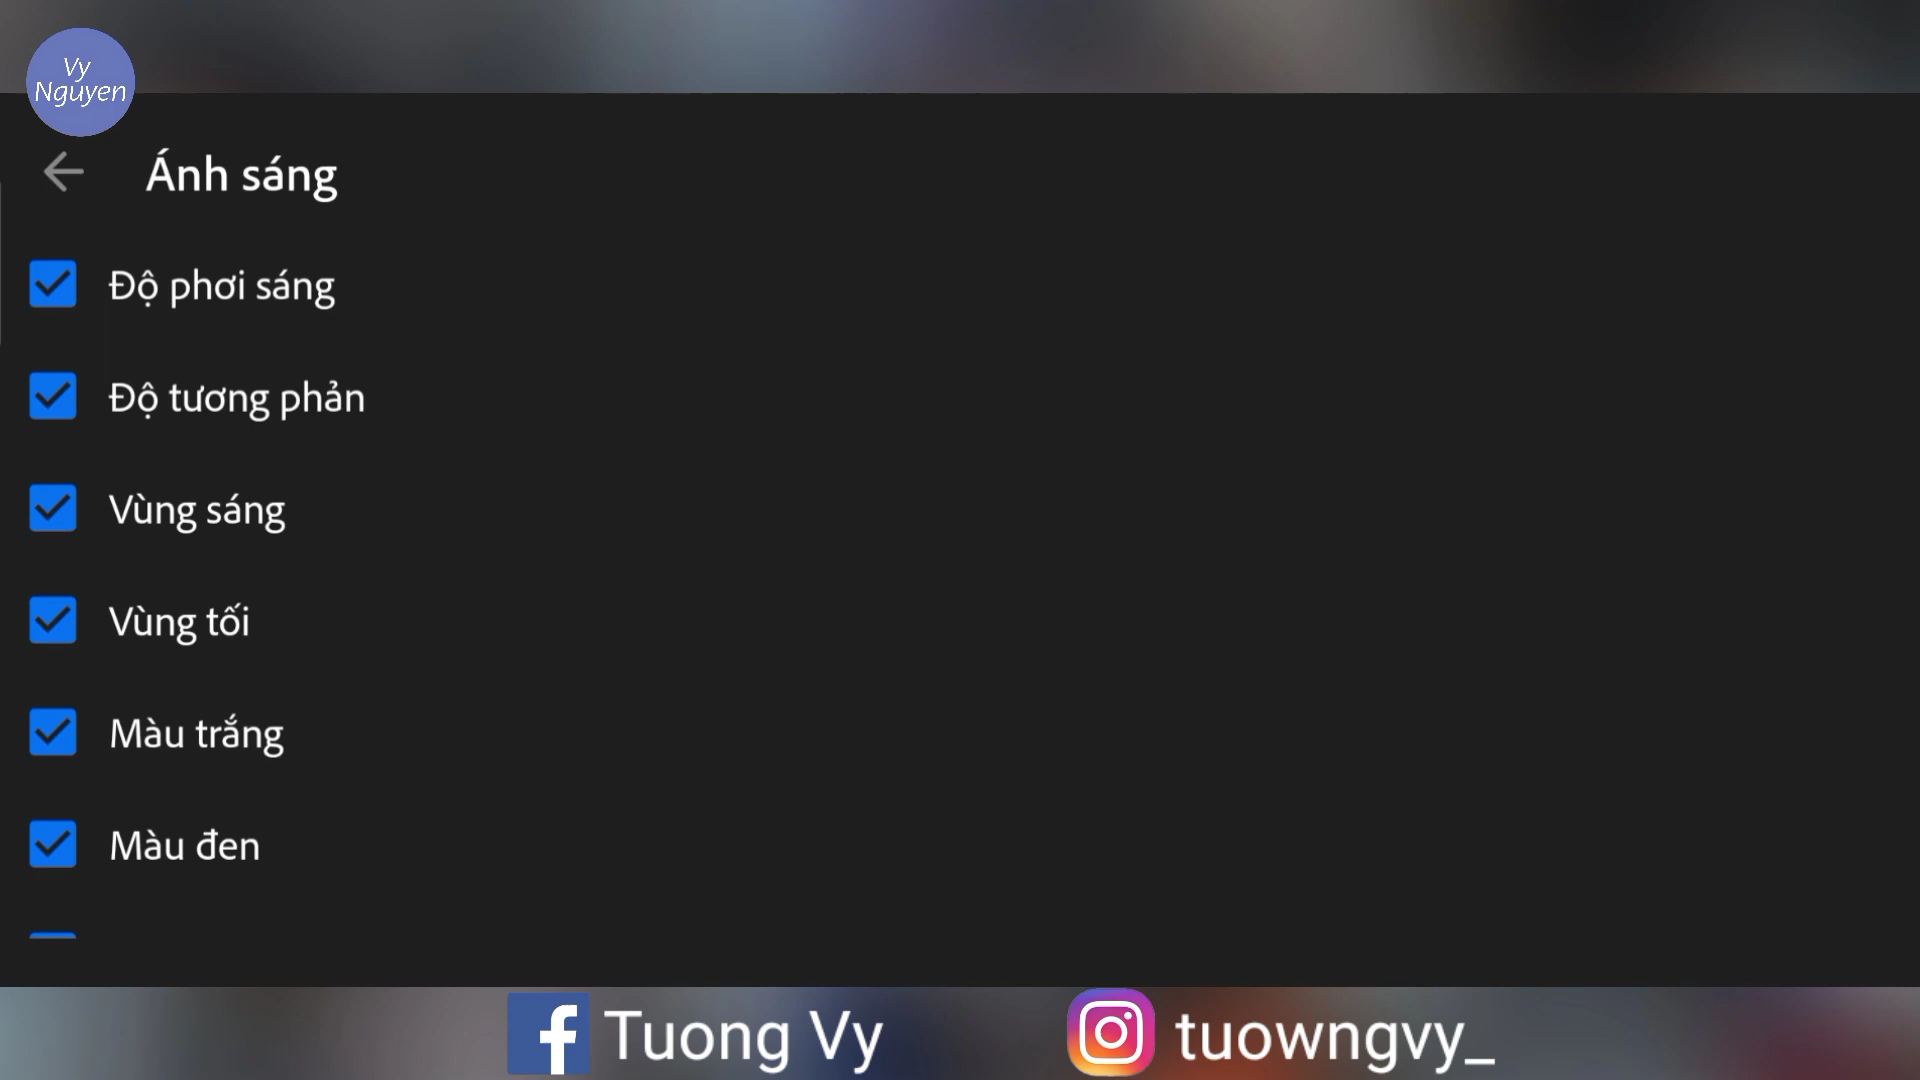 Vy
Nguyen
Ánh sáng
Độ phơi sáng
Độ tương phản
Vùng sáng
Vùng tối
Màu trắng
Màu đen
Tuong Vy
tuowngvy_